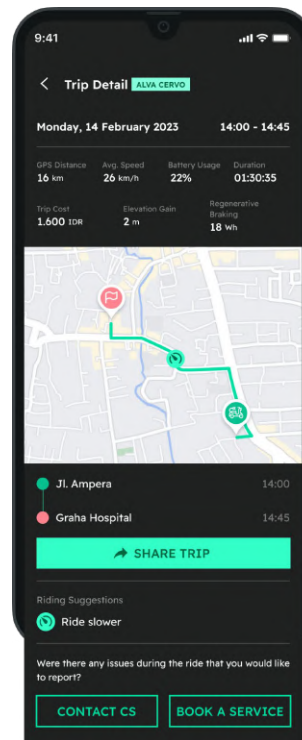 9:41
Trip Detail ALVA CERVO
Monday, 14 February 2023 14:00 - 14:45
GPS Distance Avg. Speed Battery Usage Duration
16 km 26 km/h 22% 01:30:35
Trip Cost Elevation Gain Regenerative Braking
1.600 IDR 2 m 18 Wh
Jl. Ampera 14:00
Graha Hospital 14:45
SHARE TRIP
Riding Suggestions
Ride slower
Were there any issues during the ride that you would like
to report?
CONTACT CS BOOK A SERVICE